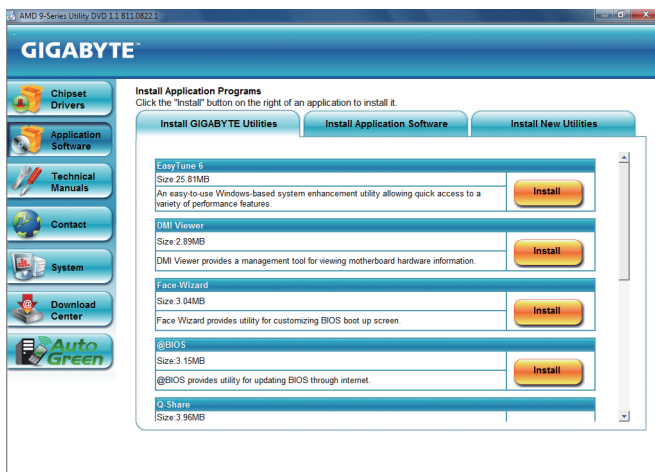 AMD 9-Series Utility DVD 1.1 B11.0822.1
GIGABYTE™
Chipset
Drivers
Application
Software
Technical
Manuals
Contact
System
Download
Center
Auto
Green
Install Application Programs
Click the "Install" button on the right of an application to install it.
Install GIGABYTE Utilities
Install Application Software
Install New Utilities
EasyTune 6
Size:25.81MB
An easy-to-use Windows-based system enhancement utility allowing quick access to a
variety of performance features.
Install
DMI Viewer
Size:2.89MB
DMI Viewer provides a management tool for viewing motherboard hardware information.
Install
Face-Wizard
Size:3.04MB
Face Wizard provides utility for customizing BIOS boot up screen.
Install
@BIOS
Size:3.15MB
@BIOS provides utility for updating BIOS through internet.
Install
Q-Share
Size:3.96MB